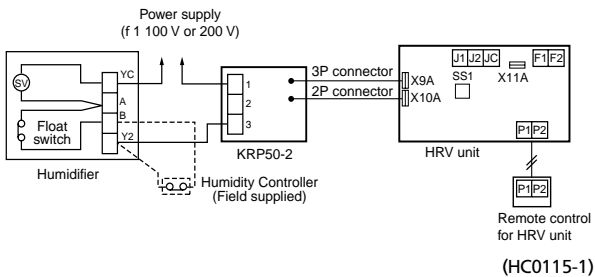 Power supply
(f 1 100 V or 200 V)
SV
YC
A
B
Y2
Float
switch
Humidifier
Humidity Controller
(Field supplied)
1
2
3
KRP50-2
3P connector
2P connector
X9A
X10A
J1 J2 JC
SS1
X11A
F1 F2
P1 P2
HRV unit
P1 P2
Remote control
for HRV unit
(HC0115-1)